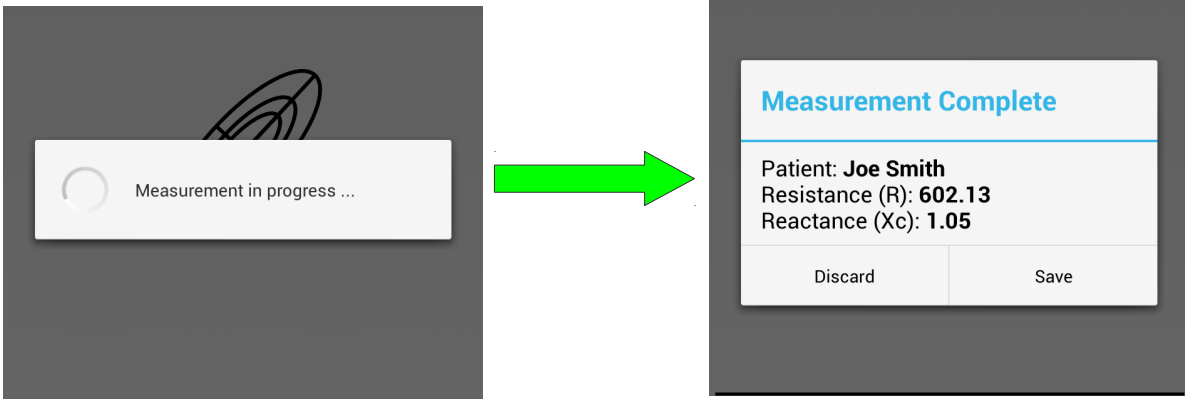 Measurement in progress ...
Measurement Complete
Patient: Joe Smith
Resistance (R): 602.13
Reactance (Xc): 1.05
Discard
Save